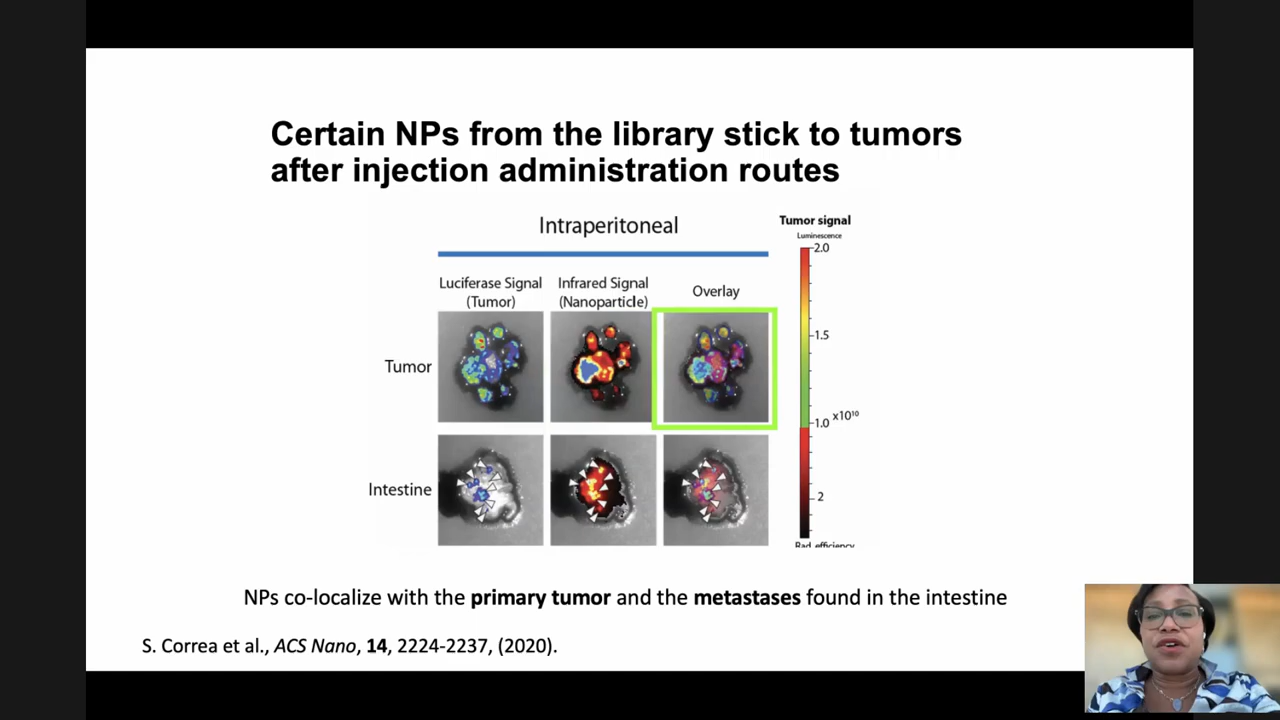 Certain NPs from the library stick to tumors
after injection administration routes
Intraperitoneal
Tumor signal
Luminescence
Luciferase Signal
(Tumor)
Infrared Signal
(Nanoparticle)
Overlay
2.0
1.5
1.0 x10¹⁰
2
Rad. efficiency
Tumor
Intestine
NPs co-localize with the primary tumor and the metastases found in the intestine
S. Correa et al., ACS Nano, 14, 2224-2237, (2020).